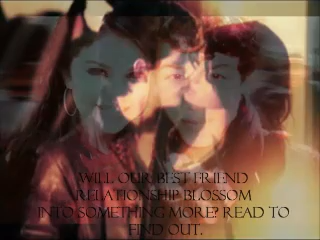 WILL OUR BEST FRIEND
RELATIONSHIP BLOSSOM
INTO SOMETHING MORE? READ TO
FIND OUT.